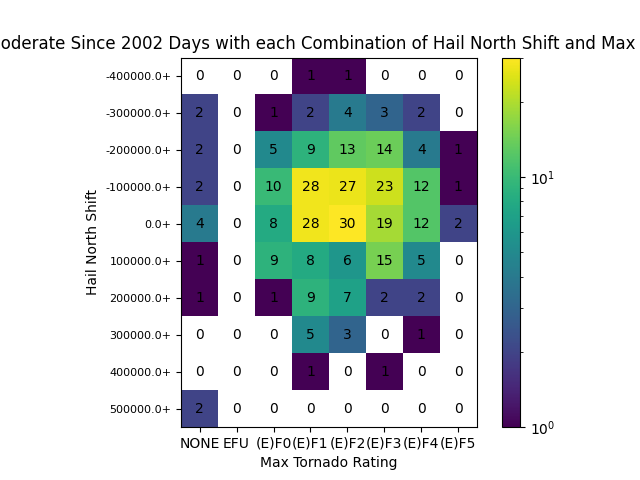 oderate Since 2002 Days with each Combination of Hail North Shift and Max
-400000.0+ 0 0 0 1 1 0 0 0
-300000.0+ 2 0 1 2 4 3 2 0
-200000.0+ 2 0 5 9 13 14 4 1
-100000.0+ 2 0 10 28 27 23 12 1
0.0+ 4 0 8 28 30 19 12 2
100000.0+ 1 0 9 8 6 15 5 0
200000.0+ 1 0 1 9 7 2 2 0
300000.0+ 0 0 0 5 3 0 1 0
400000.0+ 0 0 0 1 0 1 0 0
500000.0+ 2 0 0 0 0 0 0 0
NONE EFU (E)F0 (E)F1 (E)F2 (E)F3 (E)F4 (E)F5
Max Tornado Rating
Hail North Shift
10¹
10⁰